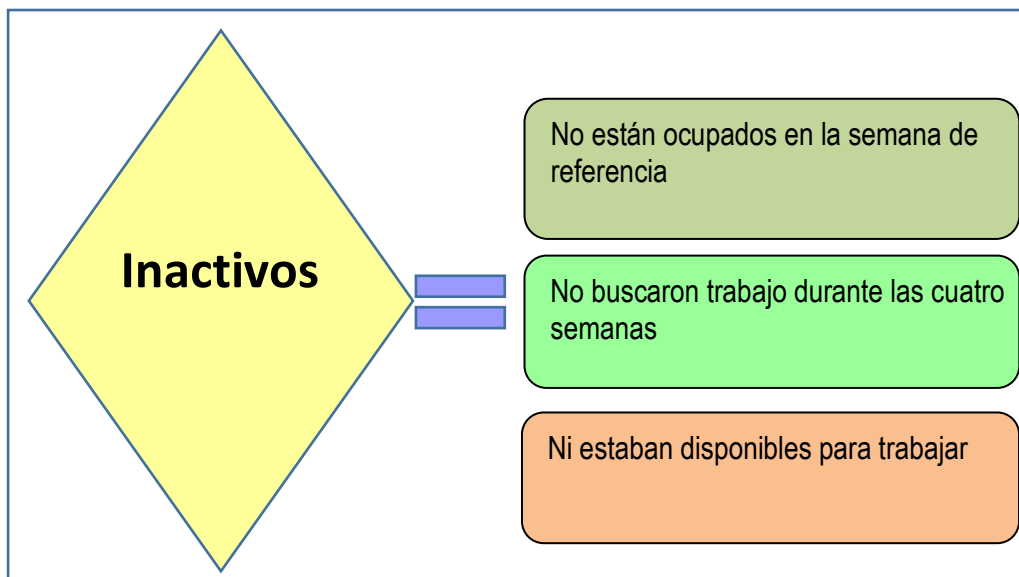 Inactivos
No están ocupados en la semana de
referencia
No buscaron trabajo durante las cuatro
semanas
Ni estaban disponibles para trabajar